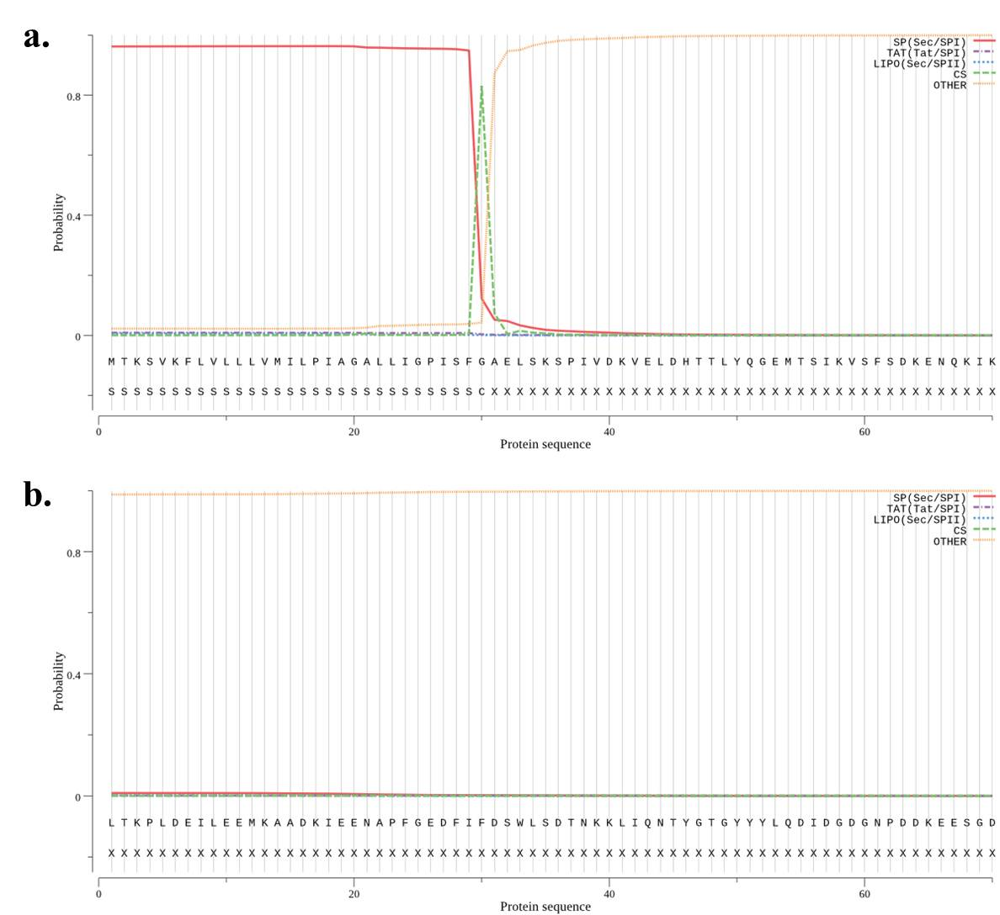 a.
SP(Sec/SPI)
TAT(Tat/SPI)
LIPO(Sec/SPII)
CS
OTHER
0.8
0.4
0
Probability
M T K S V K F L V L L L V M I L P I A G A L L I G P I S F G A E L S K S P I V D K V E L D H T T L Y Q G E M T S I K V S F S D K E N Q K I K
S S S S S S S S S S S S S S S S S S S S S S S S S S S S S C X X X X X X X X X X X X X X X X X X X X X X X X X X X X X X X X X X X X X X X X
0 20 40 60
Protein sequence
b.
SP(Sec/SPI)
TAT(Tat/SPI)
LIPO(Sec/SPII)
CS
OTHER
0.8
0.4
0
Probability
L T K P L D E I L E E M K A A D K I E E N A P F G E D F I F D S W L S D T N K K L I Q N T Y G T G Y Y Y L Q D I D G D G N P D D K E E S G D
X X X X X X X X X X X X X X X X X X X X X X X X X X X X X X X X X X X X X X X X X X X X X X X X X X X X X X X X X X X X X X X X X X X X X X
0 20 40 60
Protein sequence